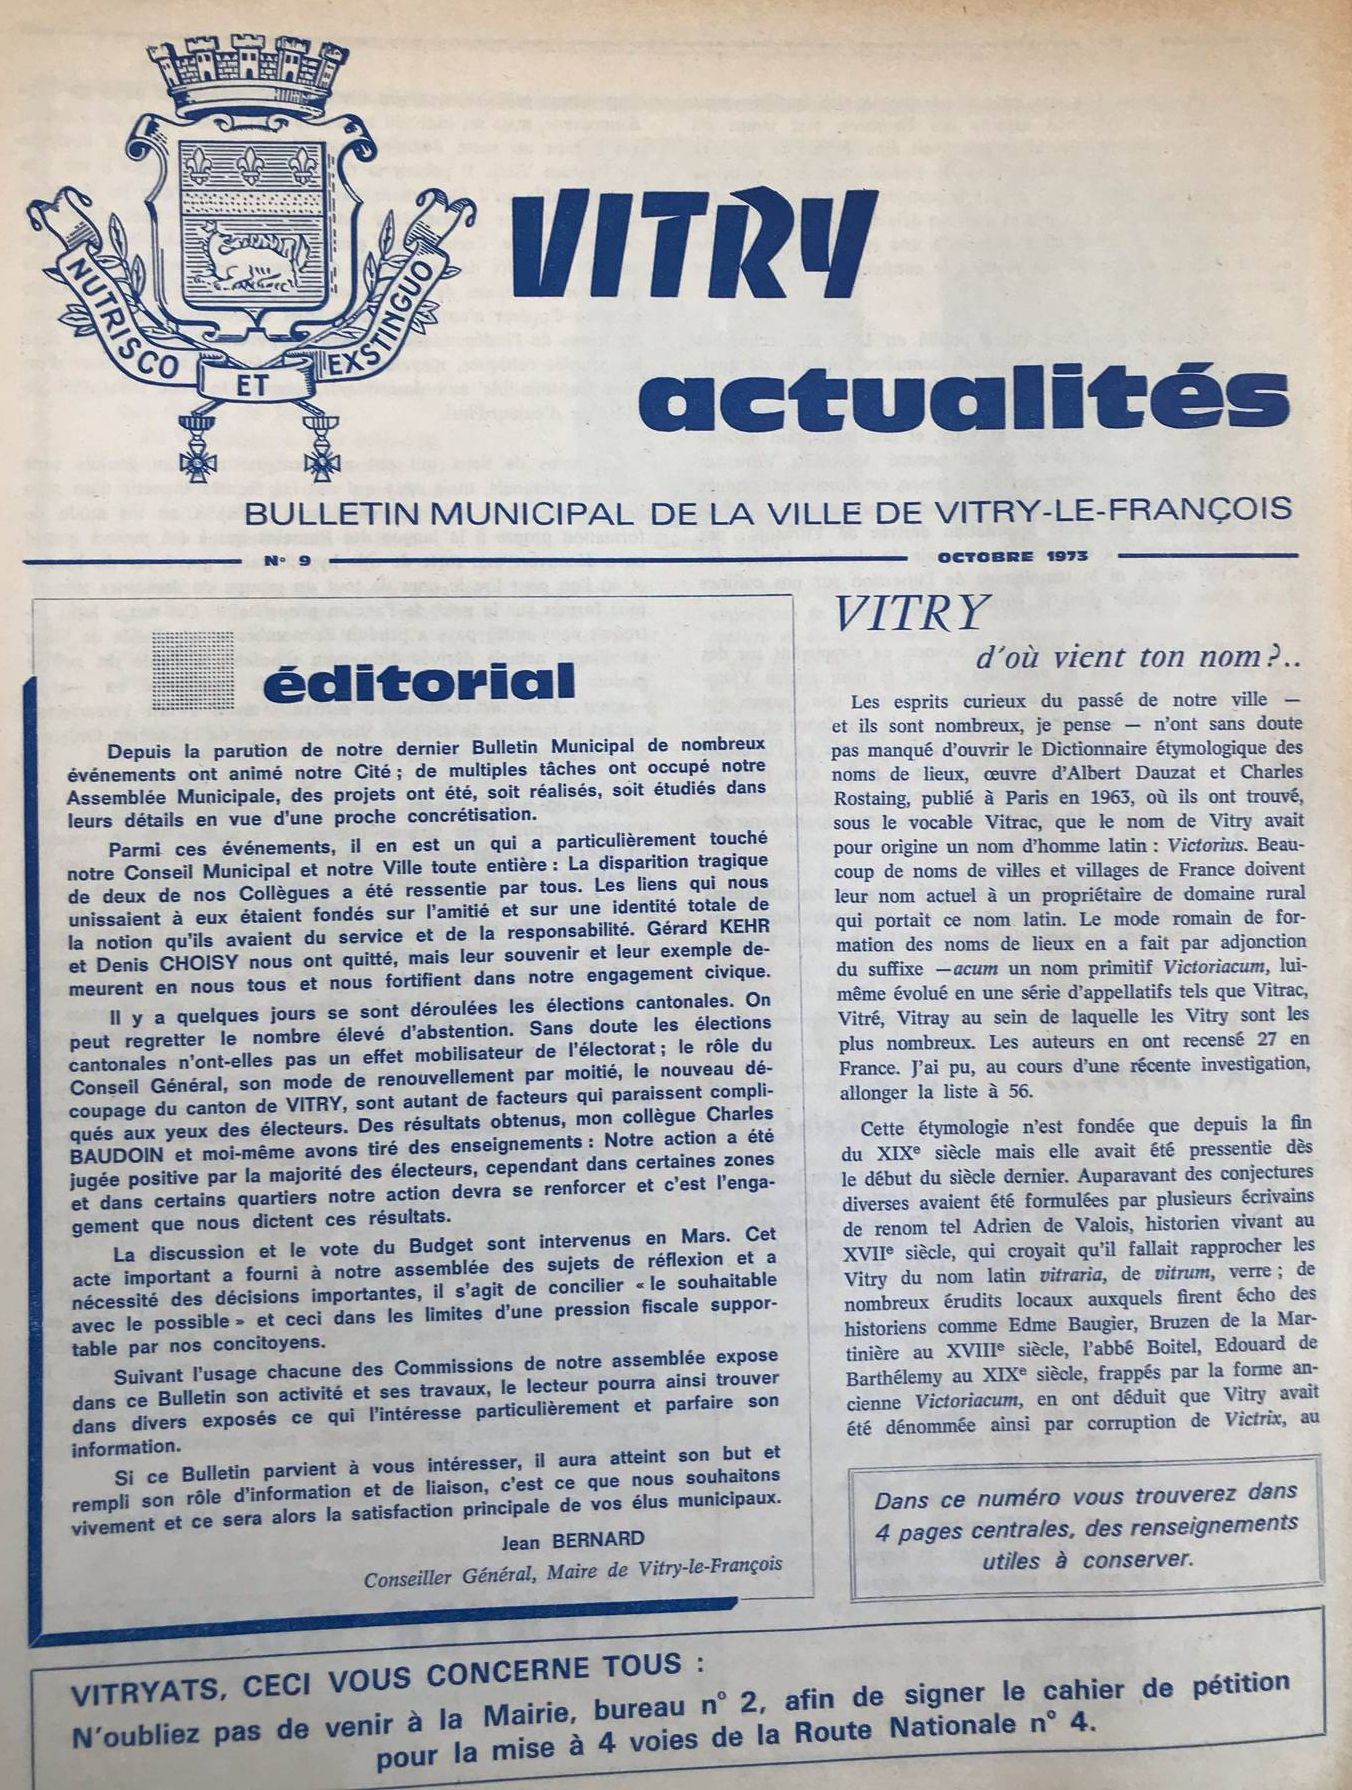 NUTRISCO ET EXSTINGUO
VITRY
actualités
BULLETIN MUNICIPAL DE LA VILLE DE VITRY-LE-FRANÇOIS
N° 9
OCTOBRE 1973
éditorial
Depuis la parution de notre dernier Bulletin Municipal de nombreux
événements ont animé notre Cité ; de multiples tâches ont occupé notre
Assemblée Municipale, des projets ont été, soit réalisés, soit étudiés dans
leurs détails en vue d'une proche concrétisation.
Parmi ces événements, il en est un qui a particulièrement touché
notre Conseil Municipal et notre Ville toute entière : La disparition tragique
de deux de nos Collègues a été ressentie par tous. Les liens qui nous
unissaient à eux étaient fondés sur l'amitié et sur une identité totale de
la notion qu'ils avaient du service et de la responsabilité. Gérard KEHR
et Denis CHOISY nous ont quitté, mais leur souvenir et leur exemple de-
meurent en nous tous et nous fortifient dans notre engagement civique.
Il y a quelques jours se sont déroulées les élections cantonales. On
peut regretter le nombre élevé d'abstention. Sans doute les élections
cantonales n'ont-elles pas un effet mobilisateur de l'électorat ; le rôle du
Conseil Général, son mode de renouvellement par moitié, le nouveau dé-
coupage du canton de VITRY, sont autant de facteurs qui paraissent compli-
qués aux yeux des électeurs. Des résultats obtenus, mon collègue Charles
BAUDOIN et moi-même avons tiré des enseignements : Notre action a été
jugée positive par la majorité des électeurs, cependant dans certaines zones
et dans certains quartiers notre action devra se renforcer et c'est l'enga-
gement que nous dictent ces résultats.
La discussion et le vote du Budget sont intervenus en Mars. Cet
acte important a fourni à notre assemblée des sujets de réflexion et a
nécessité des décisions importantes, il s'agit de concilier « le souhaitable
avec le possible » et ceci dans les limites d'une pression fiscale suppor-
table par nos concitoyens.
Suivant l'usage chacune des Commissions de notre assemblée expose
dans ce Bulletin son activité et ses travaux, le lecteur pourra ainsi trouver
dans divers exposés ce qui l'intéresse particulièrement et parfaire son
information.
Si ce Bulletin parvient à vous intéresser, il aura atteint son but et
rempli son rôle d'information et de liaison, c'est ce que nous souhaitons
vivement et ce sera alors la satisfaction principale de vos élus municipaux.
Jean BERNARD
Conseiller Général, Maire de Vitry-le-François
VITRY
d'où vient ton nom ?..
Les esprits curieux du passé de notre ville —
et ils sont nombreux, je pense — n'ont sans doute
pas manqué d'ouvrir le Dictionnaire étymologique des
noms de lieux, œuvre d'Albert Dauzat et Charles
Rostaing, publié à Paris en 1963, où ils ont trouvé,
sous le vocable Vitrac, que le nom de Vitry avait
pour origine un nom d'homme latin : Victorius. Beau-
coup de noms de villes et villages de France doivent
leur nom actuel à un propriétaire de domaine rural
qui portait ce nom latin. Le mode romain de for-
mation des noms de lieux en a fait par adjonction
du suffixe —acum un nom primitif Victoriacum, lui-
même évolué en une série d'appellatifs tels que Vitrac,
Vitré, Vitray au sein de laquelle les Vitry sont les
plus nombreux. Les auteurs en ont recensé 27 en
France. J'ai pu, au cours d'une récente investigation,
allonger la liste à 56.
Cette étymologie n'est fondée que depuis la fin
du XIXe siècle mais elle avait été pressentie dès
le début du siècle dernier. Auparavant des conjectures
diverses avaient été formulées par plusieurs écrivains
de renom tel Adrien de Valois, historien vivant au
XVIIe siècle, qui croyait qu'il fallait rapprocher les
Vitry du nom latin vitraria, de vitrum, verre ; de
nombreux érudits locaux auxquels firent écho des
historiens comme Edme Baugier, Bruzen de la Mar-
tinière au XVIIIe siècle, l'abbé Boitel, Edouard de
Barthélemy au XIXe siècle, frappés par la forme an-
cienne Victoriacum, en ont déduit que Vitry avait
été dénommée ainsi par corruption de Victrix, au
Dans ce numéro vous trouverez dans
4 pages centrales, des renseignements
utiles à conserver.
VITRYATS, CECI VOUS CONCERNE TOUS :
N'oubliez pas de venir à la Mairie, bureau n° 2, afin de signer le cahier de pétition
pour la mise à 4 voies de la Route Nationale n° 4.